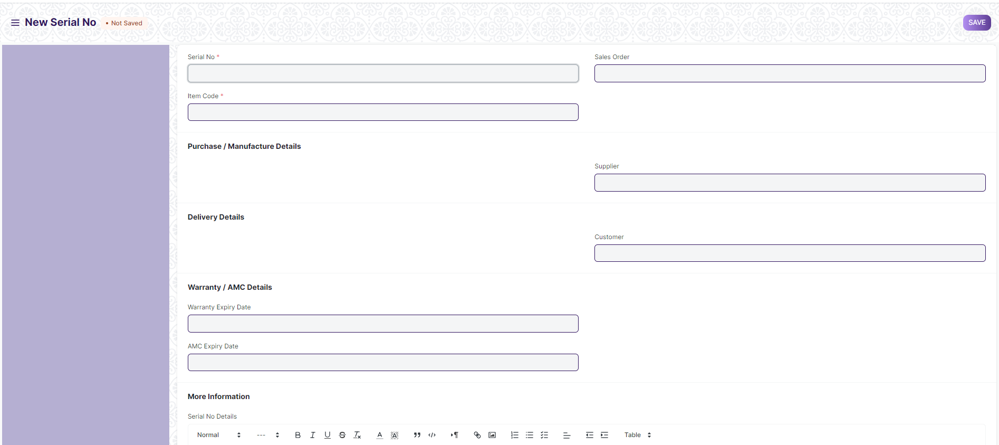 New Serial No
• Not Saved
SAVE
Serial No *
Sales Order
Item Code *
Purchase / Manufacture Details
Supplier
Delivery Details
Customer
Warranty / AMC Details
Warranty Expiry Date
AMC Expiry Date
More Information
Serial No Details
Normal --- Table